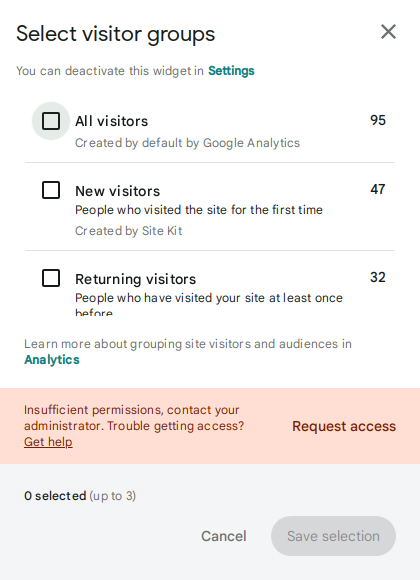 Select visitor groups
You can deactivate this widget in Settings
All visitors 95
Created by default by Google Analytics
New visitors 47
People who visited the site for the first time
Created by Site Kit
Returning visitors 32
People who have visited your site at least once
before
Learn more about grouping site visitors and audiences in
Analytics
Insufficient permissions, contact your
administrator. Trouble getting access?
Get help
Request access
0 selected (up to 3)
Cancel Save selection